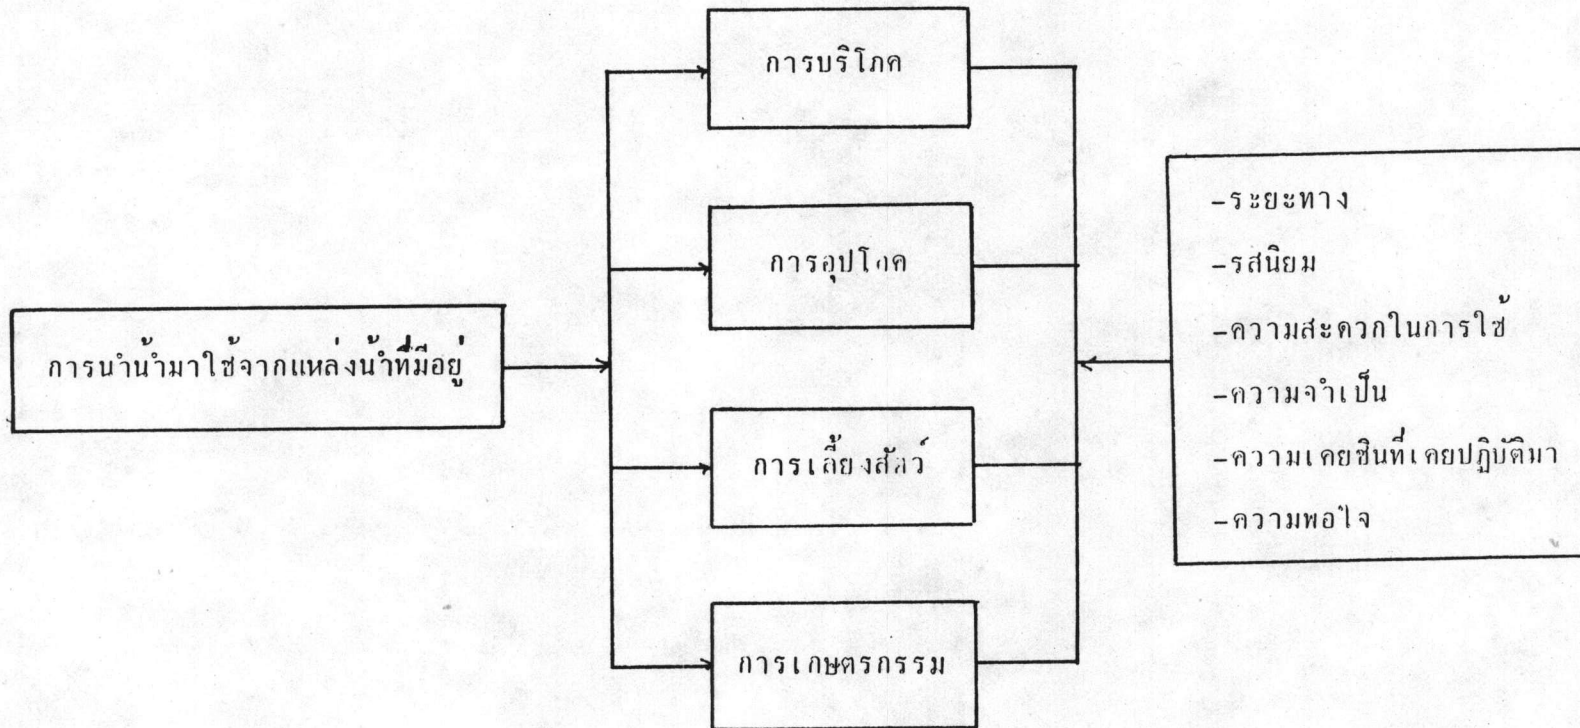 การนำน้ำมาใช้จากแหล่งน้ำที่มีอยู่
การบริโภค
การอุปโภค
การเลี้ยงสัตว์
การเกษตรกรรม
-ระยะทาง
-รสนิยม
-ความสะดวกในการใช้
-ความจำเป็น
-ความเคยชินที่เคยปฏิบัติมา
-ความพอใจ